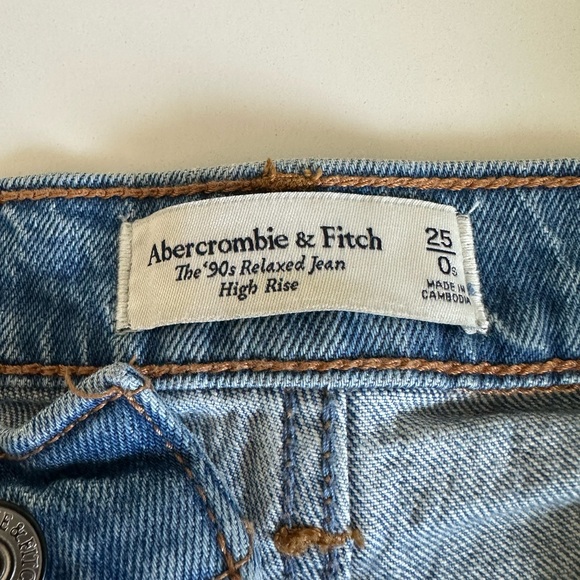 Abercrombie & Fitch
The '90s Relaxed Jean
High Rise
25
0s
MADE IN
CAMBODIA